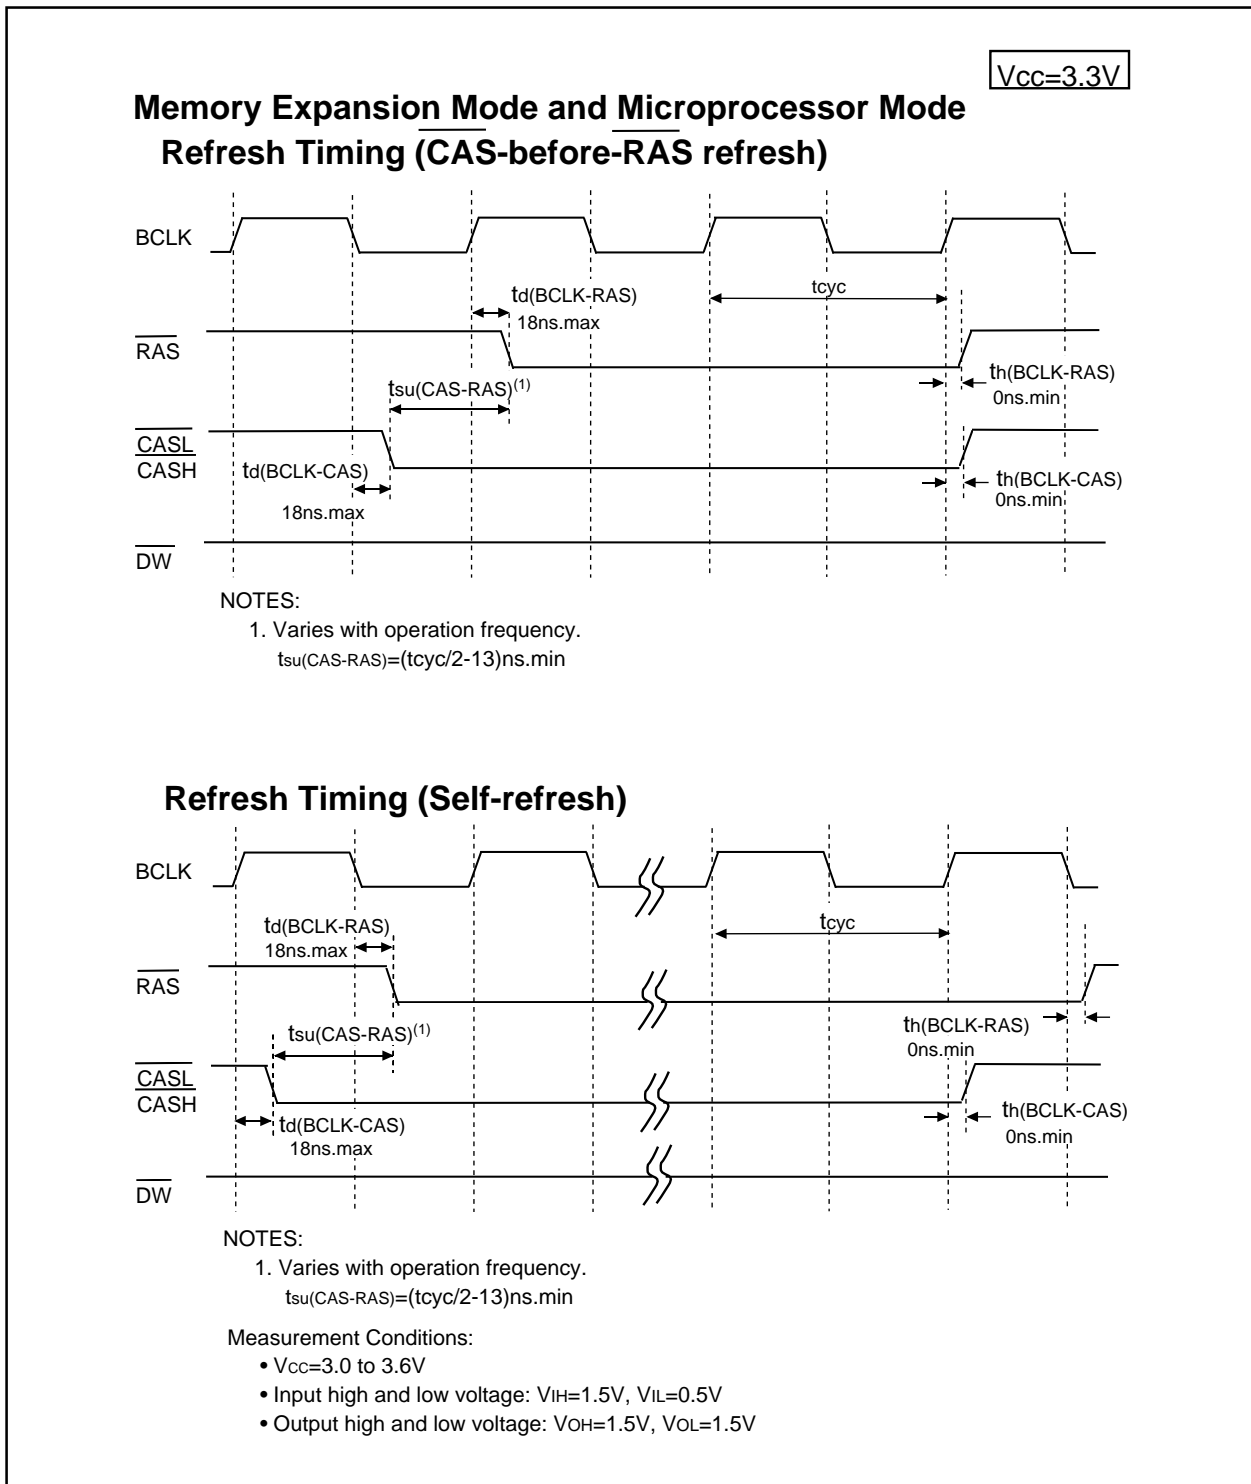 Vcc=3.3V
Memory Expansion Mode and Microprocessor Mode
Refresh Timing (CAS-before-RAS refresh)
BCLK
td(BCLK-RAS)
18ns.max
tcyc
RAS
th(BCLK-RAS)
0ns.min
tsu(CAS-RAS)(1)
CASL
CASH
td(BCLK-CAS)
18ns.max
th(BCLK-CAS)
0ns.min
DW
NOTES:
1. Varies with operation frequency.
tsu(CAS-RAS)=(tcyc/2-13)ns.min
Refresh Timing (Self-refresh)
BCLK
td(BCLK-RAS)
18ns.max
tcyc
RAS
tsu(CAS-RAS)(1)
th(BCLK-RAS)
0ns.min
CASL
CASH
td(BCLK-CAS)
18ns.max
th(BCLK-CAS)
0ns.min
DW
NOTES:
1. Varies with operation frequency.
tsu(CAS-RAS)=(tcyc/2-13)ns.min
Measurement Conditions:
• VCC=3.0 to 3.6V
• Input high and low voltage: VIH=1.5V, VIL=0.5V
• Output high and low voltage: VOH=1.5V, VOL=1.5V